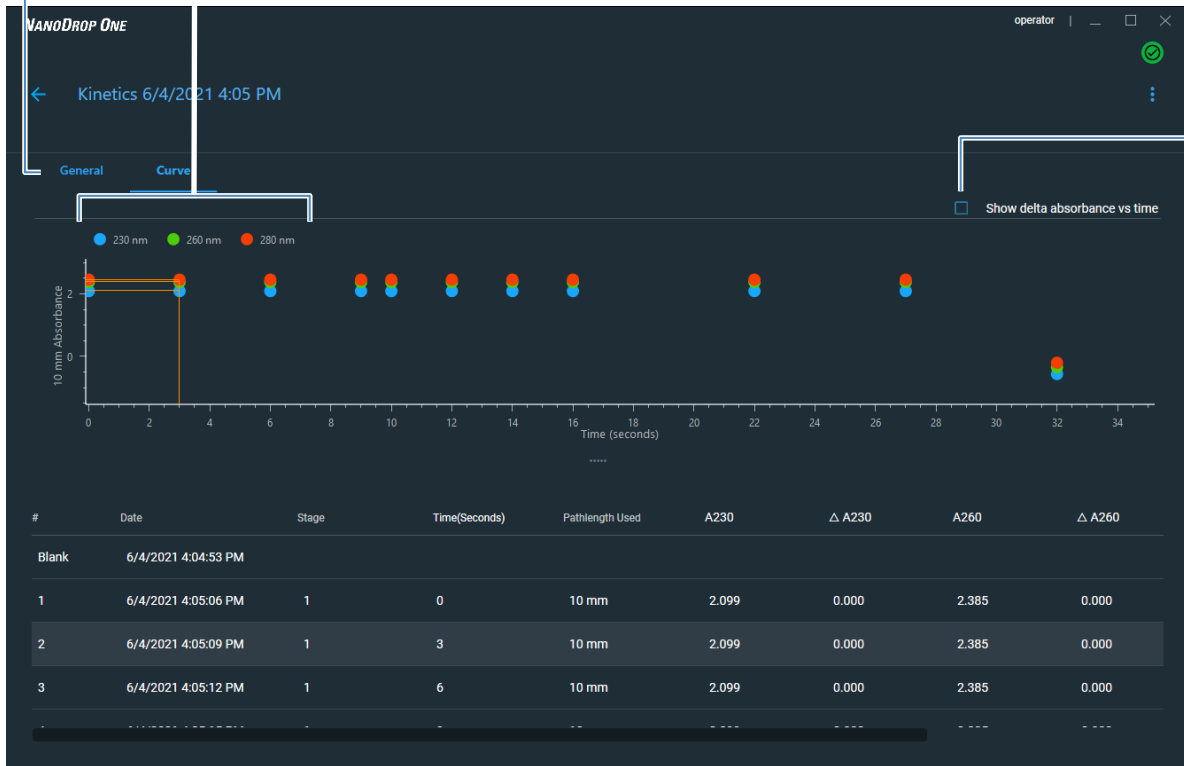 NANODROP ONE
operator |
Kinetics 6/4/2021 4:05 PM
General Curve
Show delta absorbance vs time
230 nm 260 nm 280 nm
10 mm Absorbance
2
0
0 2 4 6 8 10 12 14 16 18 20 22 24 26 28 30 32 34
Time (seconds)
# Date Stage Time(Seconds) Pathlength Used A230 △ A230 A260 △ A260
Blank 6/4/2021 4:04:53 PM
1 6/4/2021 4:05:06 PM 1 0 10 mm 2.099 0.000 2.385 0.000
2 6/4/2021 4:05:09 PM 1 3 10 mm 2.099 0.000 2.385 0.000
3 6/4/2021 4:05:12 PM 1 6 10 mm 2.099 0.000 2.385 0.000